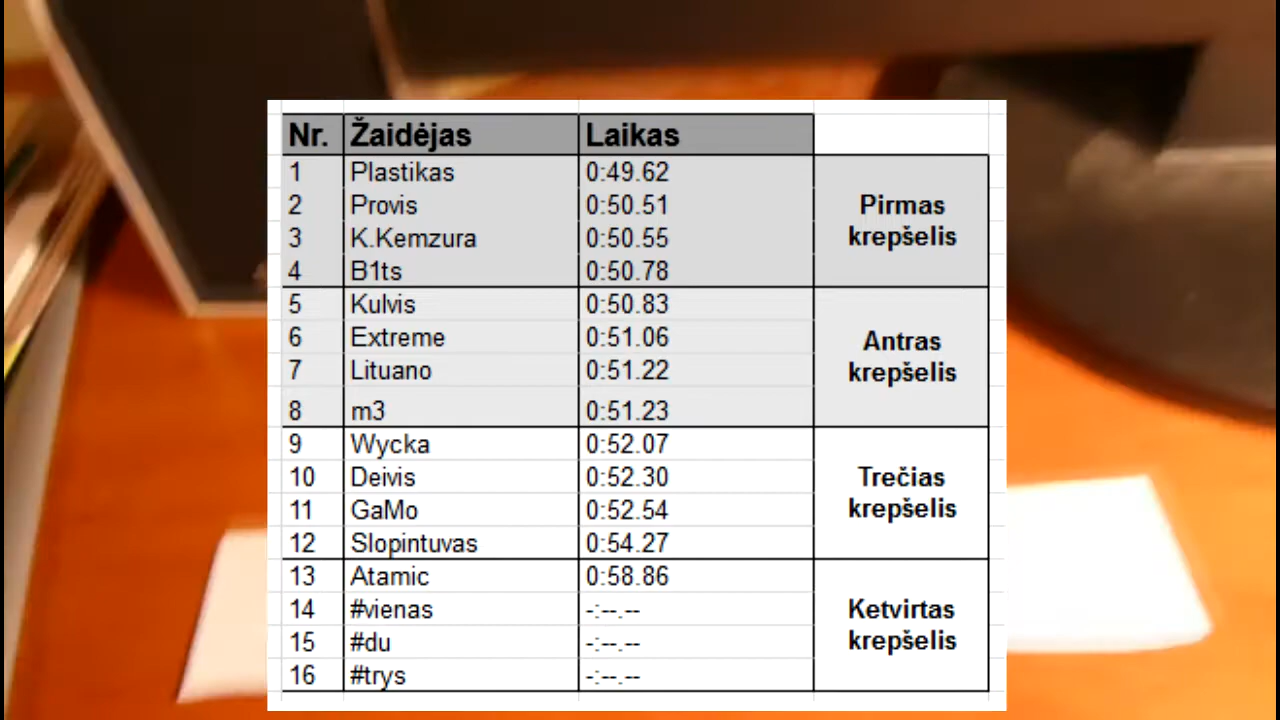 Nr. Žaidėjas Laikas
1 Plastikas 0:49.62
2 Provis 0:50.51
3 K.Kemzura 0:50.55
4 B1ts 0:50.78
Pirmas
krepšelis
5 Kulvis 0:50.83
6 Extreme 0:51.06
7 Lituano 0:51.22
8 m3 0:51.23
Antras
krepšelis
9 Wycka 0:52.07
10 Deivis 0:52.30
11 GaMo 0:52.54
12 Slopintuvas 0:54.27
Trečias
krepšelis
13 Atamic 0:58.86
14 #vienas -:--.--
15 #du -:--.--
16 #trys -:--.--
Ketvirtas
krepšelis